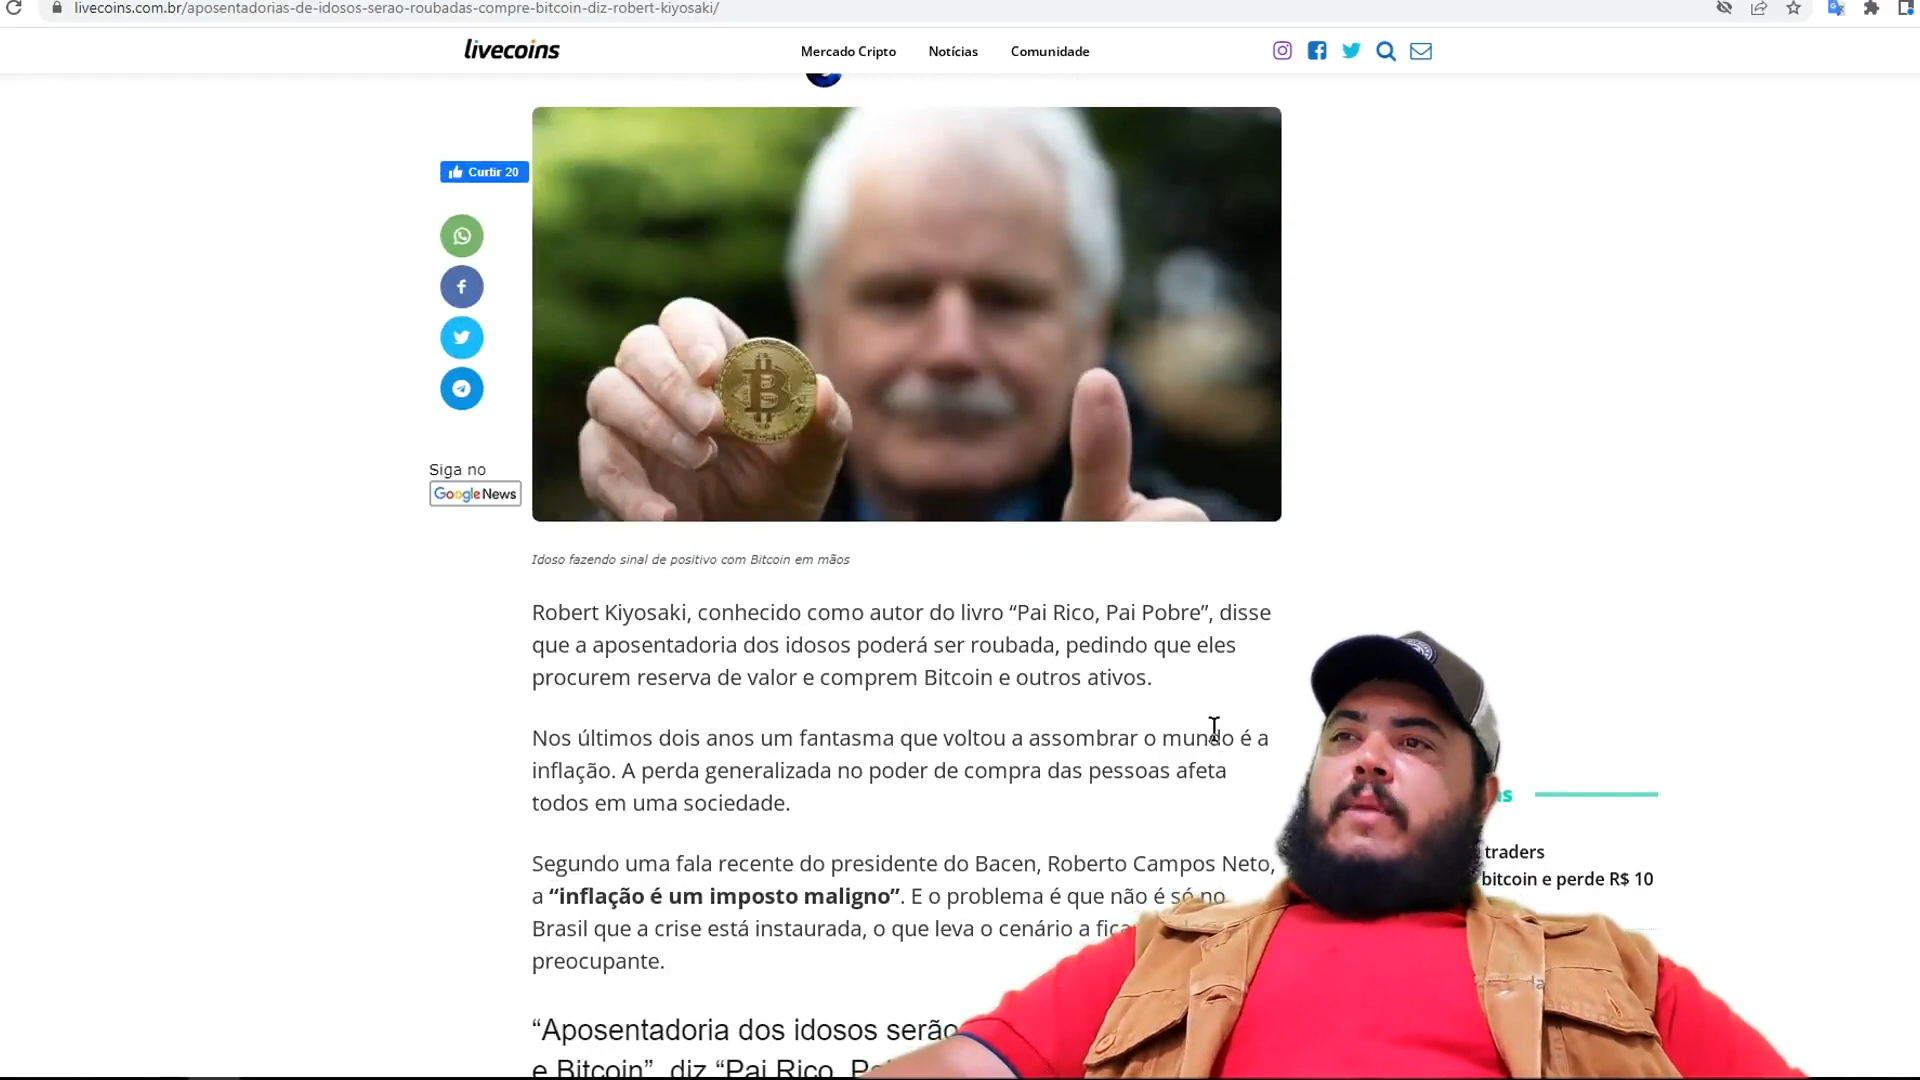 livecoins.com.br/aposentadorias-de-idosos-serao-roubadas-compre-bitcoin-diz-robert-kiyosaki/
livecoins
Mercado Cripto
Notícias
Comunidade
Curtir 20
Siga no
Google News
Idoso fazendo sinal de positivo com Bitcoin em mãos
Robert Kiyosaki, conhecido como autor do livro “Pai Rico, Pai Pobre”, disse
que a aposentadoria dos idosos poderá ser roubada, pedindo que eles
procurem reserva de valor e comprem Bitcoin e outros ativos.
Nos últimos dois anos um fantasma que voltou a assombrar o mundo é a
inflação. A perda generalizada no poder de compra das pessoas afeta
todos em uma sociedade.
Segundo uma fala recente do presidente do Bacen, Roberto Campos Neto,
a “inflação é um imposto maligno”. E o problema é que não é só no
Brasil que a crise está instaurada, o que leva o cenário a
preocupante.
“Aposentadoria dos idosos serão
e Bitcoin”, diz “Pai Rico,
traders
bitcoin e perde R$ 10